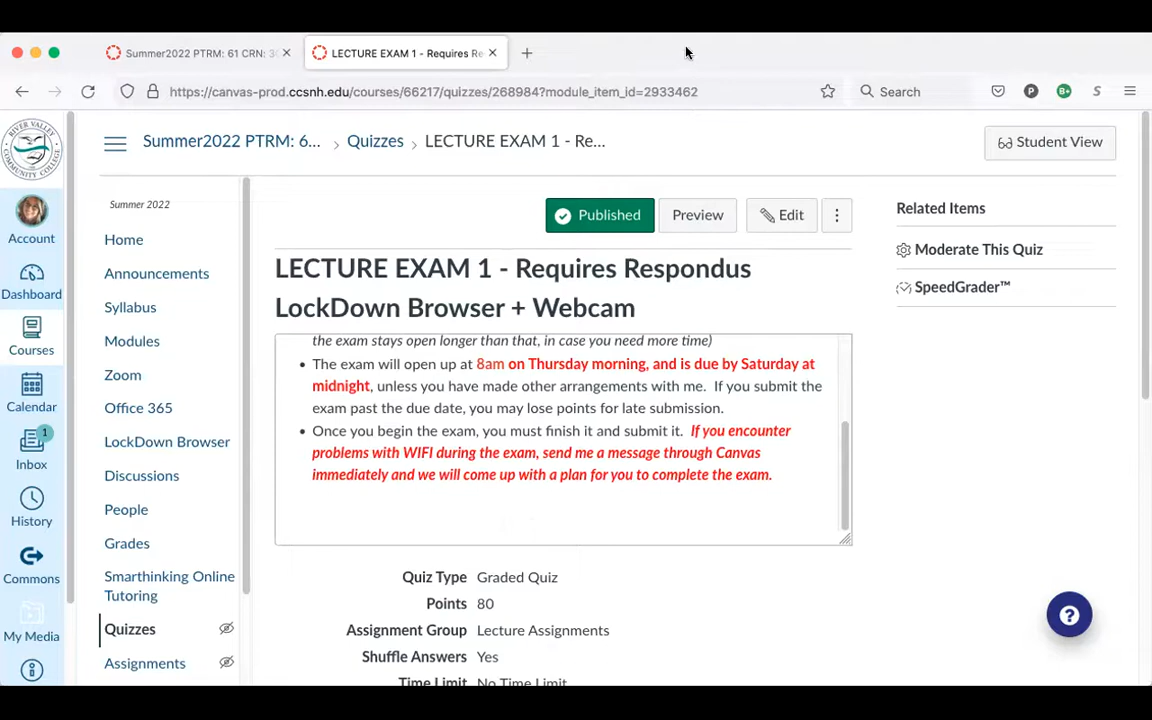 Summer2022 PTRM: 61 CRN: 3
LECTURE EXAM 1 - Requires Re
https://canvas-prod.ccsnh.edu/courses/66217/quizzes/268984?module_item_id=2933462
Search
RIVER VALLEY
COMMUNITY COLLEGE
Summer2022 PTRM: 6... › Quizzes › LECTURE EXAM 1 - Re...
Student View
Account
Dashboard
Courses
Calendar
1
Inbox
History
Commons
My Media
Summer 2022
Home
Announcements
Syllabus
Modules
Zoom
Office 365
LockDown Browser
Discussions
People
Grades
Smarthinking Online
Tutoring
Quizzes
Assignments
Published
Preview
Edit
LECTURE EXAM 1 - Requires Respondus
LockDown Browser + Webcam
the exam stays open longer than that, in case you need more time)
• The exam will open up at 8am on Thursday morning, and is due by Saturday at
midnight, unless you have made other arrangements with me. If you submit the
exam past the due date, you may lose points for late submission.
• Once you begin the exam, you must finish it and submit it. If you encounter
problems with WIFI during the exam, send me a message through Canvas
immediately and we will come up with a plan for you to complete the exam.
Quiz Type Graded Quiz
Points 80
Assignment Group Lecture Assignments
Shuffle Answers Yes
Time Limit No Time Limit
Related Items
Moderate This Quiz
SpeedGrader™